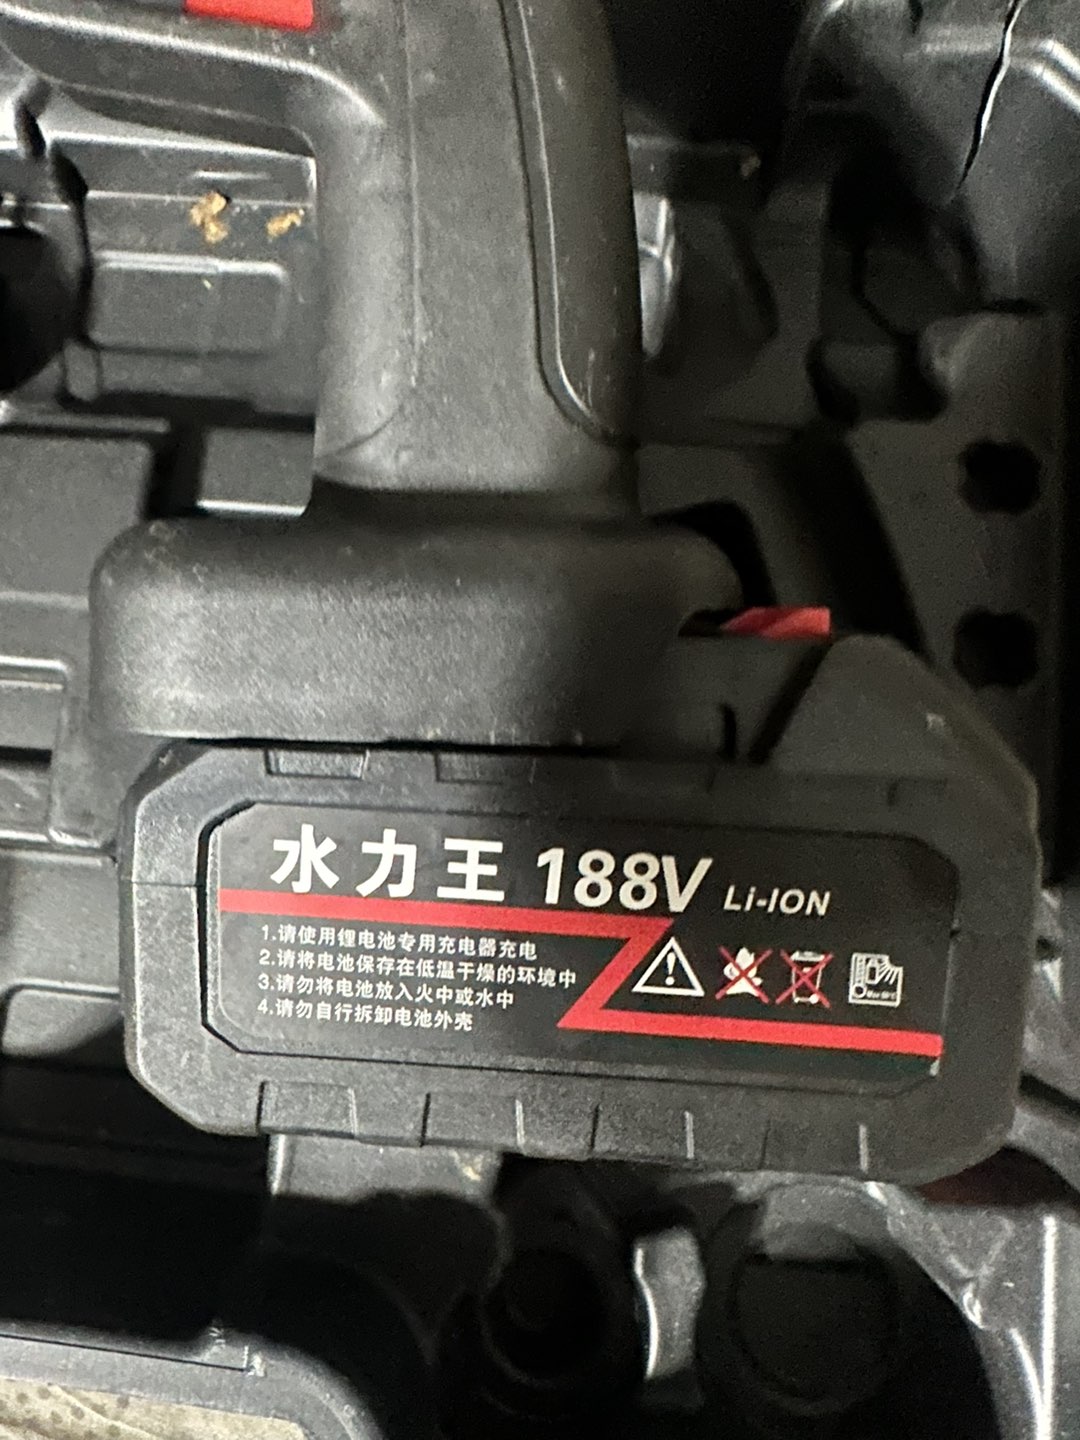 水力王 188V Li-ION
1.请使用锂电池专用充电器充电
2.请将电池保存在低温干燥的环境中
3.请勿将电池放入火中或水中
4.请勿自行拆卸电池外壳